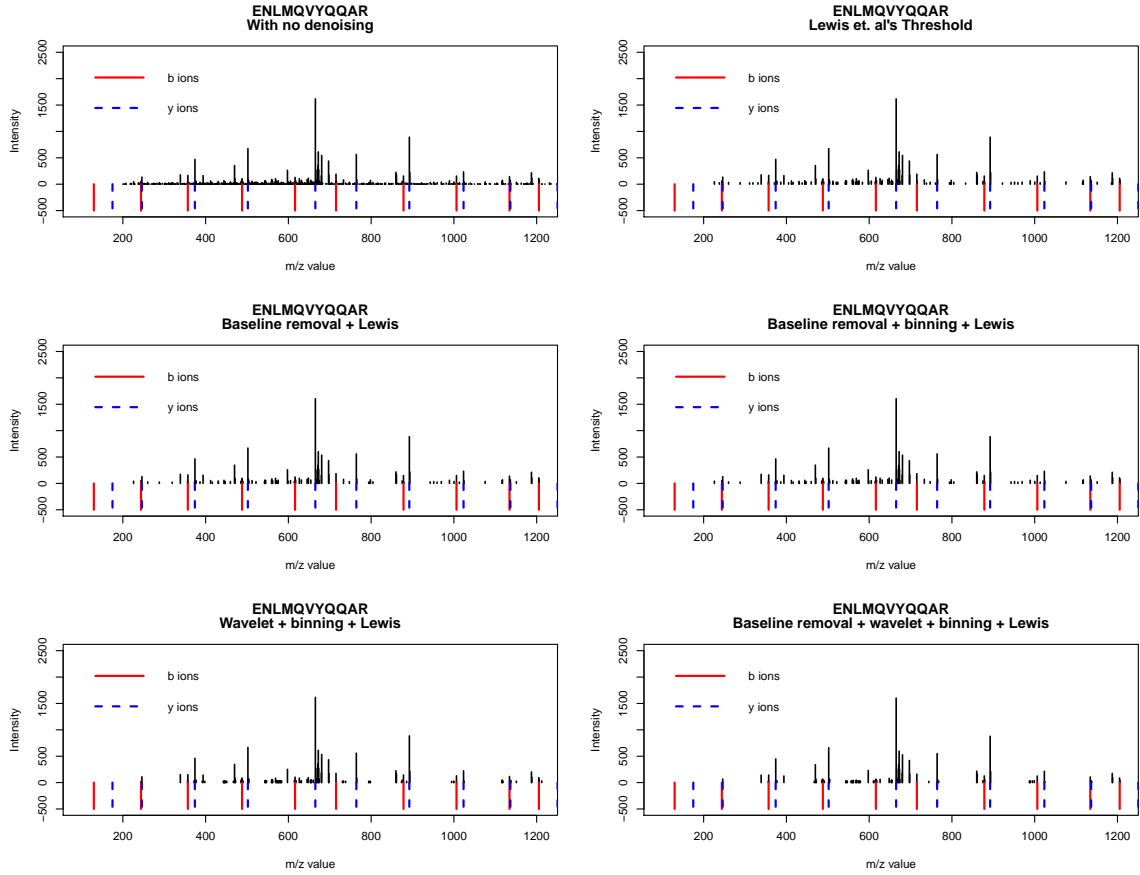 ENLMQVYQQAR
With no denoising
2500
1500
500
0
−500
Intensity
b ions
y ions
200 400 600 800 1000 1200
m/z value
ENLMQVYQQAR
Lewis et. al's Threshold
2500
1500
500
0
−500
Intensity
b ions
y ions
200 400 600 800 1000 1200
m/z value
ENLMQVYQQAR
Baseline removal + Lewis
2500
1500
500
0
−500
Intensity
b ions
y ions
200 400 600 800 1000 1200
m/z value
ENLMQVYQQAR
Baseline removal + binning + Lewis
2500
1500
500
0
−500
Intensity
b ions
y ions
200 400 600 800 1000 1200
m/z value
ENLMQVYQQAR
Wavelet + binning + Lewis
2500
1500
500
0
−500
Intensity
b ions
y ions
200 400 600 800 1000 1200
m/z value
ENLMQVYQQAR
Baseline removal + wavelet + binning + Lewis
2500
1500
500
0
−500
Intensity
b ions
y ions
200 400 600 800 1000 1200
m/z value